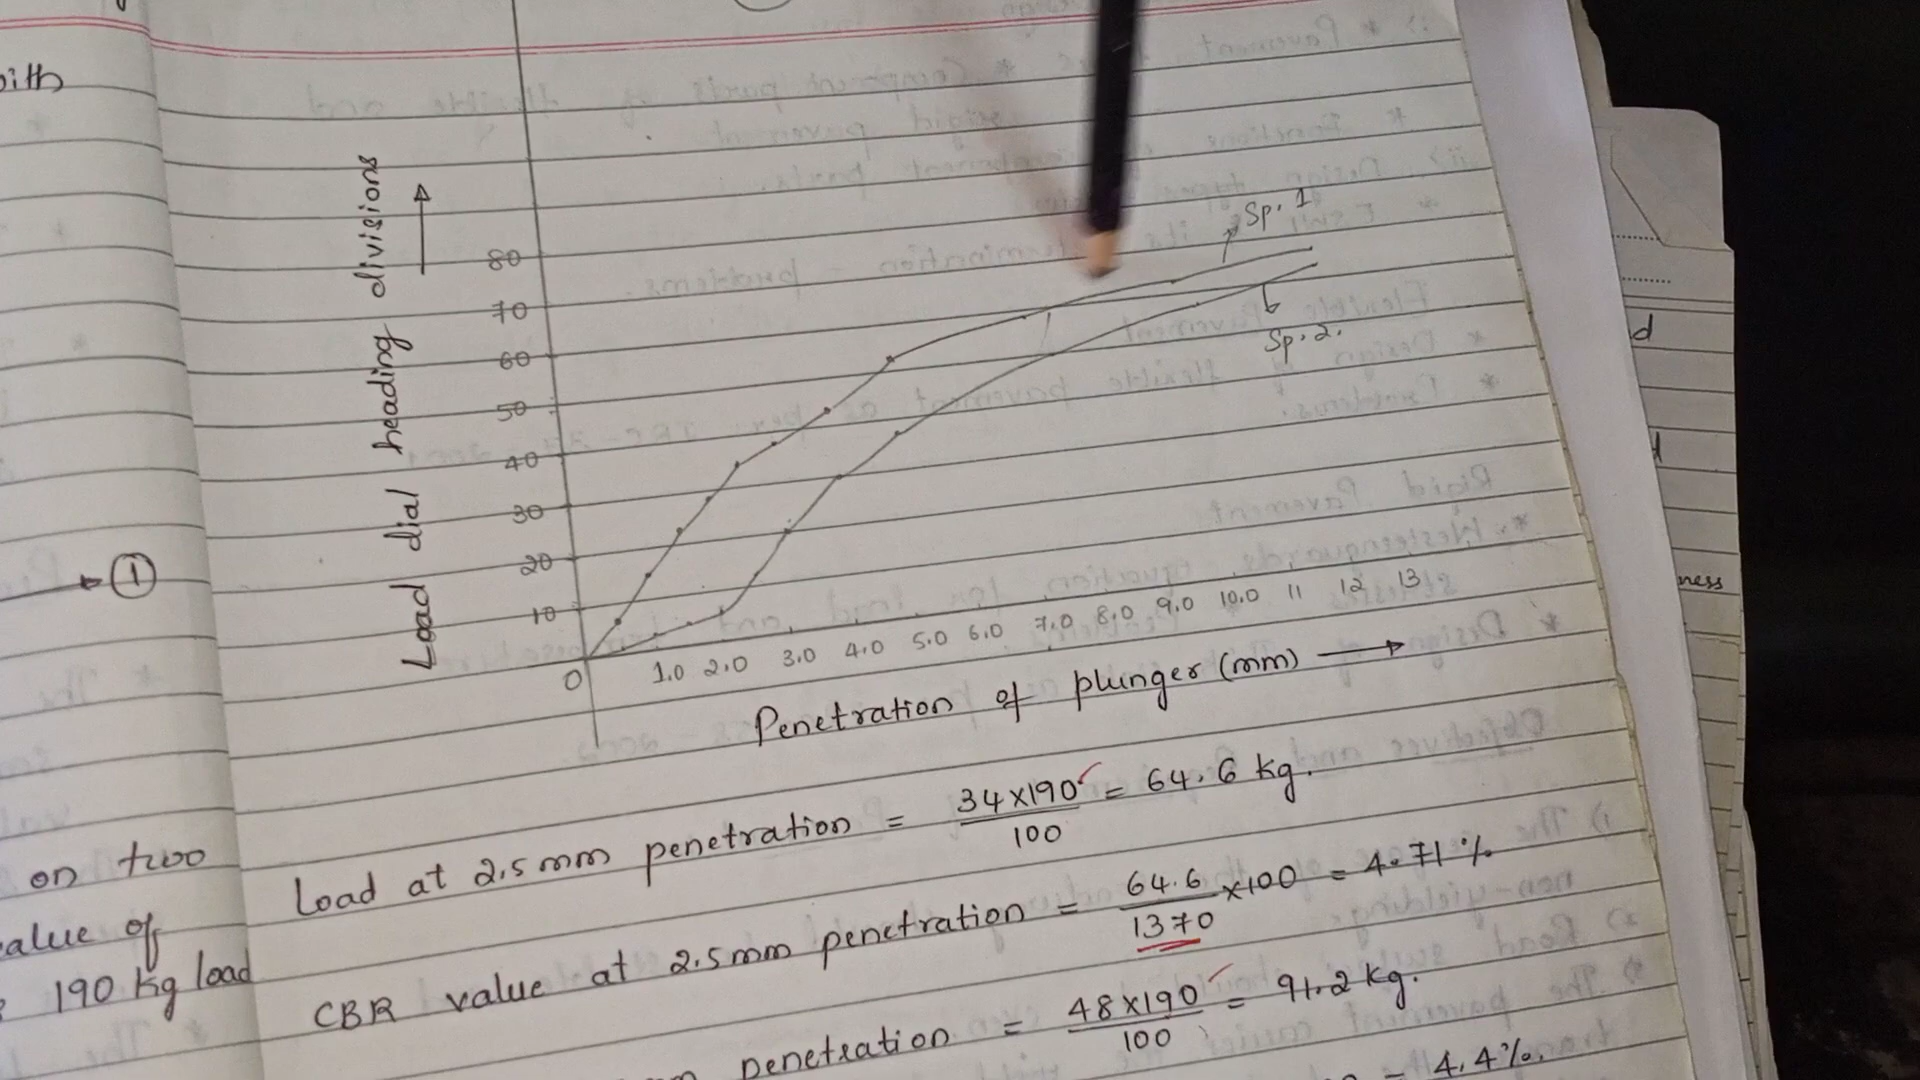 with
Load dial heading divisions
80
70
60
50
40
30
20
10
0
1.0 2.0 3.0 4.0 5.0 6.0 7.0 8.0 9.0 10.0 11 12 13
Sp. 1
Sp. 2.
Penetration of plunger (mm)
1
on two
value of
190 kg load
Load at 2.5mm penetration = 34x190/100 = 64.6 kg.
CBR value at 2.5mm penetration = 64.6/1370 x100 = 4.71%
penetration = 48x190/100 = 91.2 kg.
= 4.4%.
d
ness